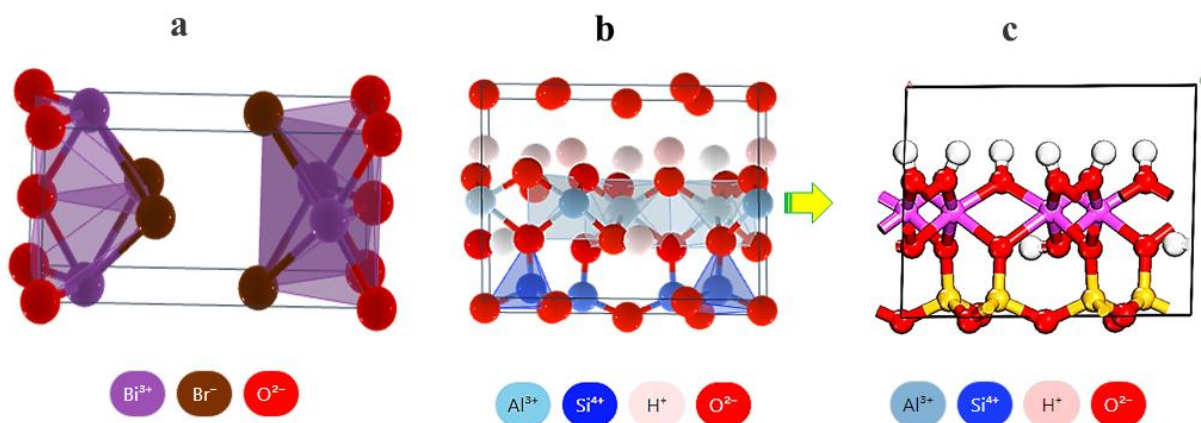 a b c
Bi³⁺ Br⁻ O²⁻
Al³⁺ Si⁴⁺ H⁺ O²⁻
Al³⁺ Si⁴⁺ H⁺ O²⁻